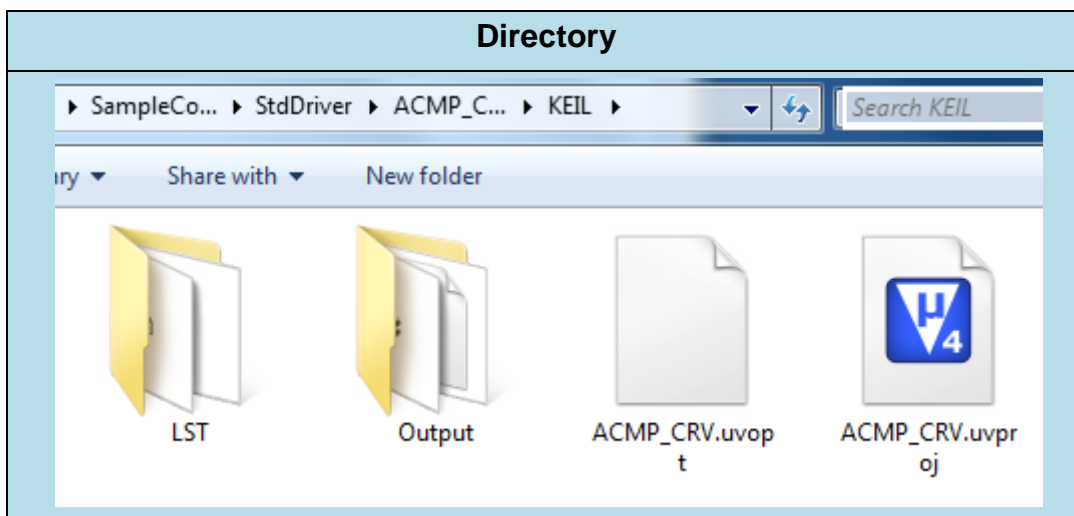 Directory
SampleCo... StdDriver ACMP_C... KEIL
Search KEIL
ary Share with New folder
μ
4
LST
Output
ACMP_CRV.uvop
t
ACMP_CRV.uvpr
oj